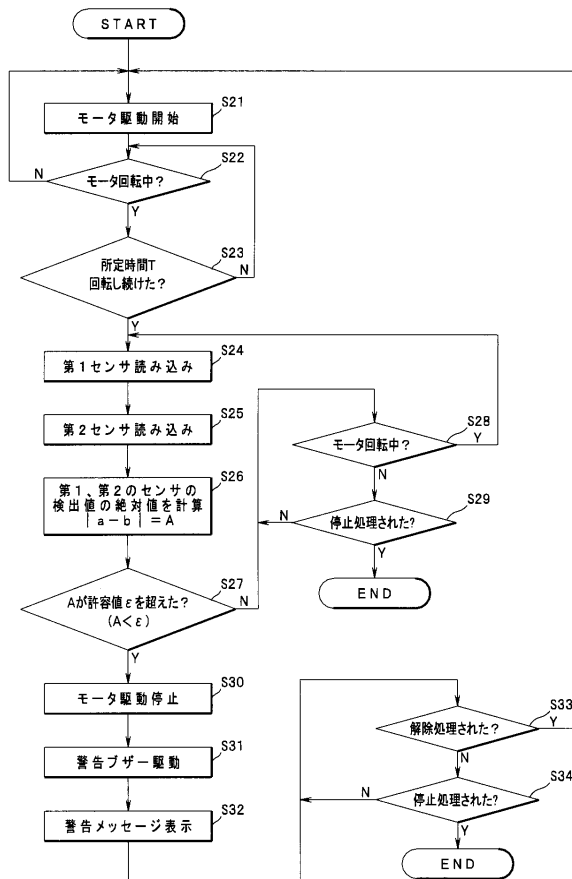 START
モータ駆動開始
S21
モータ回転中？
S22
N
Y
所定時間T
回転し続けた？
S23
N
Y
第1センサ読み込み
S24
第2センサ読み込み
S25
第1、第2のセンサの
検出値の絶対値を計算
|a－b|＝A
S26
Aが許容値εを超えた？
(A<ε)
S27
N
Y
モータ回転中？
S28
Y
N
停止処理された？
S29
N
Y
END
モータ駆動停止
S30
警告ブザー駆動
S31
警告メッセージ表示
S32
解除処理された？
S33
Y
N
停止処理された？
S34
N
Y
END